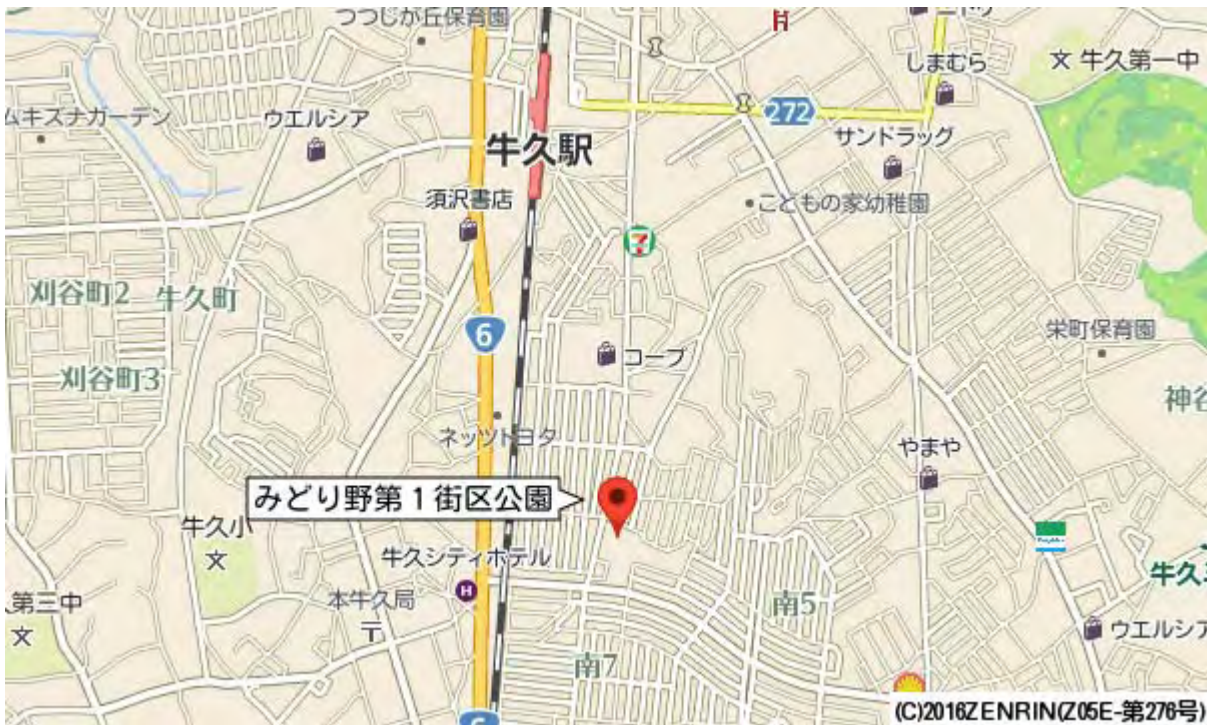 つつじが丘保育園
H
しまむら
牛久第一中
ムキズナガーデン
ウエルシア
272
サンドラッグ
牛久駅
須沢書店
こどもの家幼稚園
7
刈谷町2
牛久町
6
栄町保育園
コープ
刈谷町3
神谷
ネッツトヨタ
やまや
みどり野第1街区公園
牛久小
牛久シティホテル
H
牛久
本牛久局
第三中
南5
ウエルシア
南7
6
(C)2016ZENRIN(Z05E-第276号)